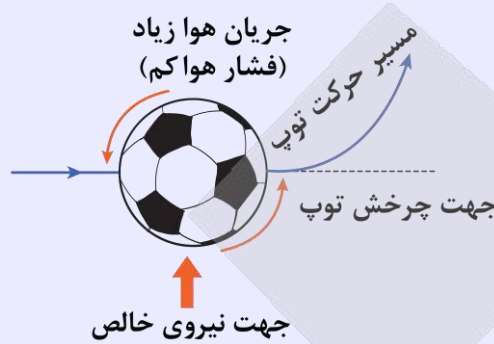 جریان هوا زیاد
(فشار هوا کم)
مسیر حرکت توپ
جهت چرخش توپ
جهت نیروی خالص